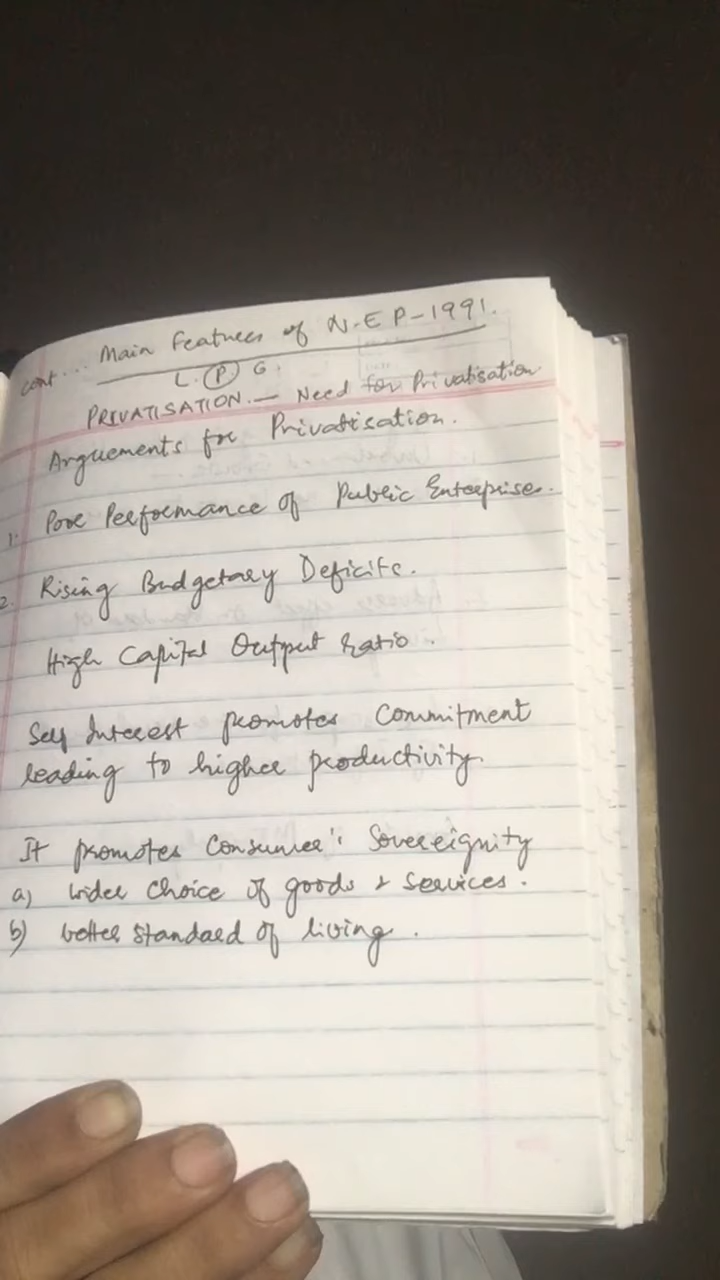 cont... Main Features of N.E P-1991.
L. P G.
PRIVATISATION. — Need for Privatisation
Arguements for Privatisation.
1. Poor Performance of Public Enterprise.
2. Rising Budgetary Deficits.
High Capital Output Ratio.
Self Interest promotes Commitment
leading to higher productivity.
It promotes Consumer's Sovereignity
a) wider choice of goods & Services.
b) better standard of living.